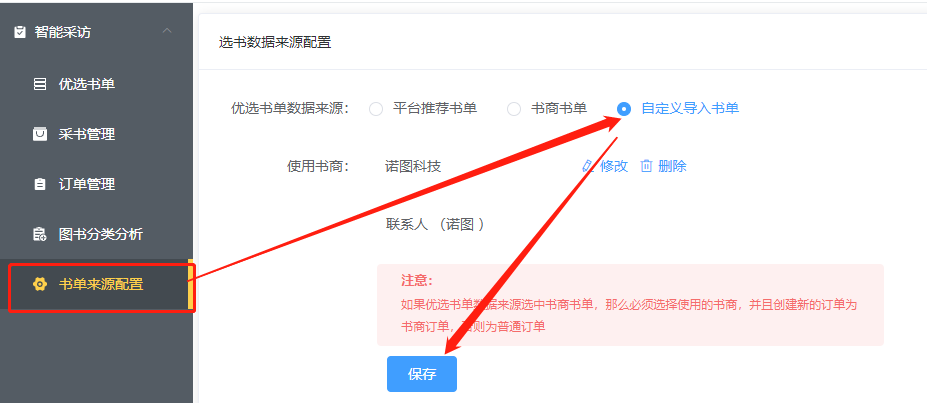 智能采访
优选书单
采书管理
订单管理
图书分类分析
书单来源配置
选书数据来源配置
优选书单数据来源： 平台推荐书单 书商书单 自定义导入书单
使用书商： 诺图科技 修改 删除
联系人 （诺图 ）
注意：
如果优选书单数据来源选中书商书单，那么必须选择使用的书商，并且创建新的订单为
书商订单，否则为普通订单
保存